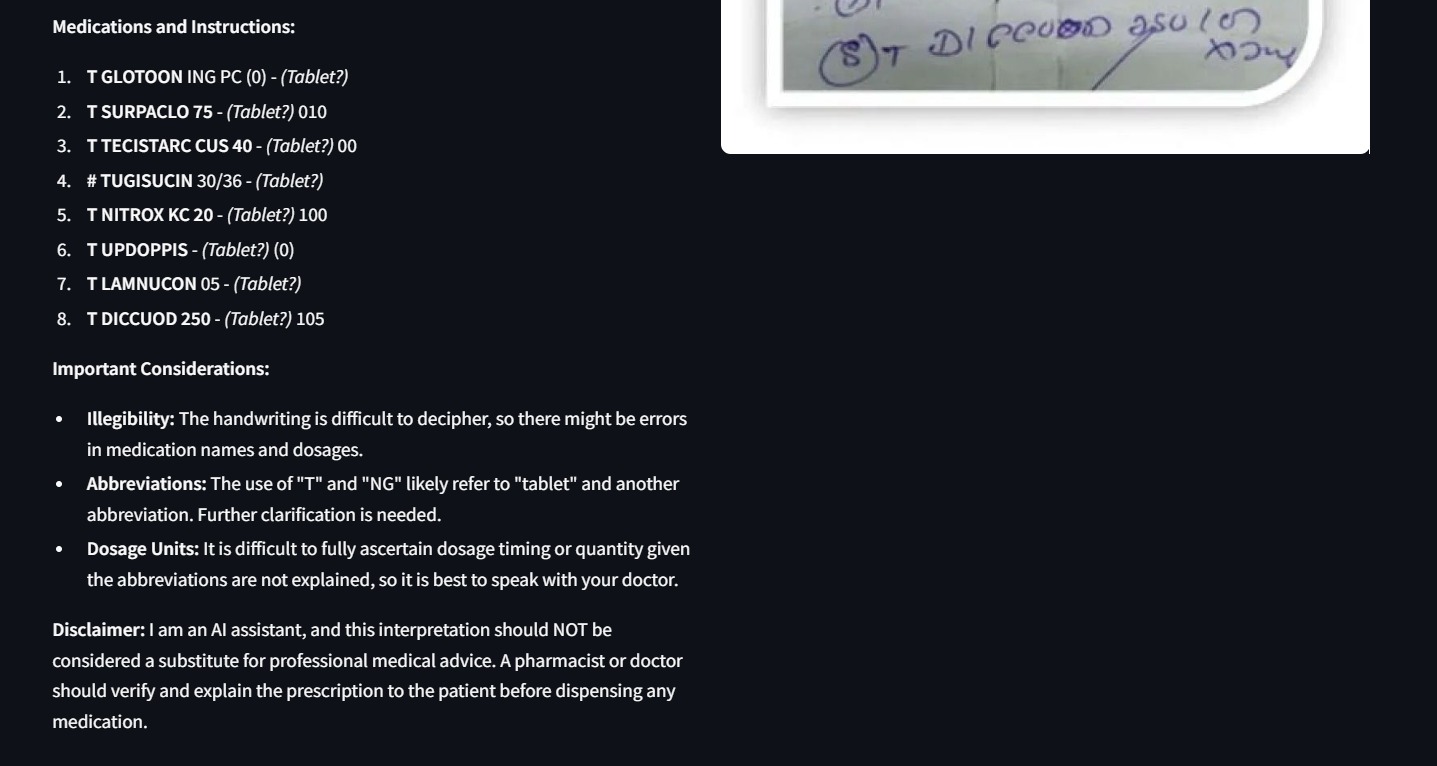 Medications and Instructions:
1. T GLOTOON ING PC (0) - (Tablet?)
2. T SURPACLO 75 - (Tablet?) 010
3. T TECISTARC CUS 40 - (Tablet?) 00
4. # TUGISUCIN 30/36 - (Tablet?)
5. T NITROX KC 20 - (Tablet?) 100
6. T UPDOPPIS - (Tablet?) (0)
7. T LAMNUCON 05 - (Tablet?)
8. T DICCUOD 250 - (Tablet?) 105
Important Considerations:
• Illegibility: The handwriting is difficult to decipher, so there might be errors
in medication names and dosages.
• Abbreviations: The use of "T" and "NG" likely refer to "tablet" and another
abbreviation. Further clarification is needed.
• Dosage Units: It is difficult to fully ascertain dosage timing or quantity given
the abbreviations are not explained, so it is best to speak with your doctor.
Disclaimer: I am an AI assistant, and this interpretation should NOT be
considered a substitute for professional medical advice. A pharmacist or doctor
should verify and explain the prescription to the patient before dispensing any
medication.
8 T